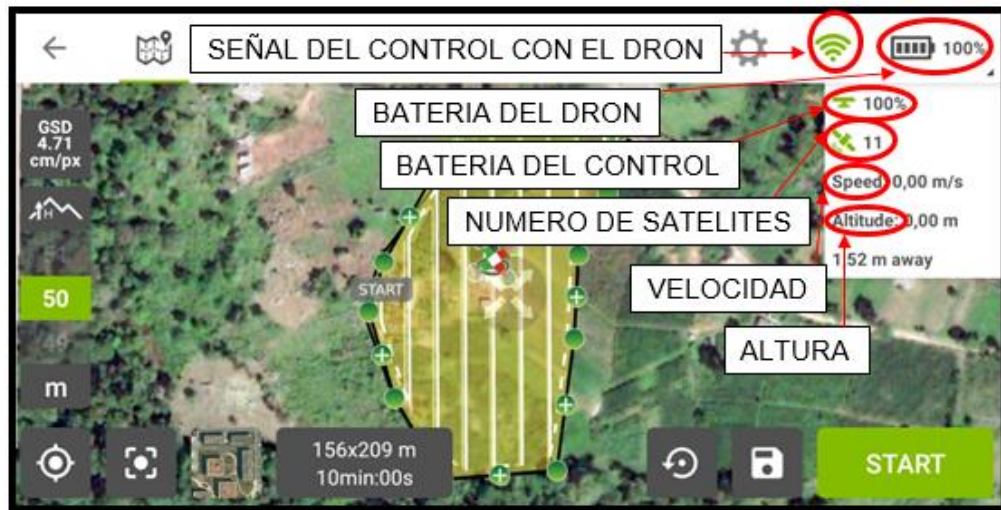 SEÑAL DEL CONTROL CON EL DRON
100%
BATERIA DEL DRON
100%
GSD
4.71
cm/px
BATERIA DEL CONTROL
11
H
Speed: 0,00 m/s
NUMERO DE SATELITES
Altitude: 0,00 m
1.52 m away
START
50
VELOCIDAD
ALTURA
m
156x209 m
10min:00s
START